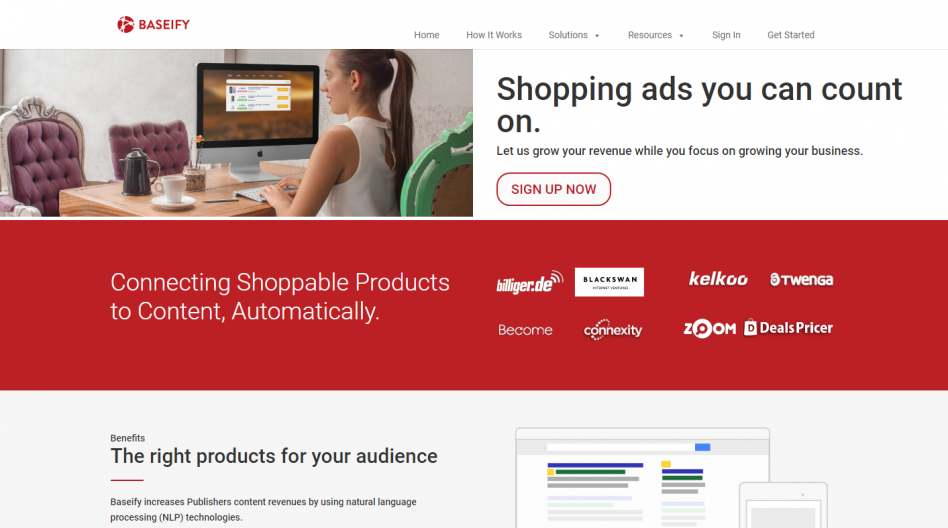 BASEIFY
Home
How It Works
Solutions
Resources
Sign In
Get Started
Shopping ads you can count
on.
Let us grow your revenue while you focus on growing your business.
SIGN UP NOW
Connecting Shoppable Products
to Content, Automatically.
billiger.de
BLACKSWAN
INTERNET VENTURES
kelkoo
TWENGA
Become
connexity
ZOOM
DealsPricer
Benefits
The right products for your audience
Baseify increases Publishers content revenues by using natural language
processing (NLP) technologies.